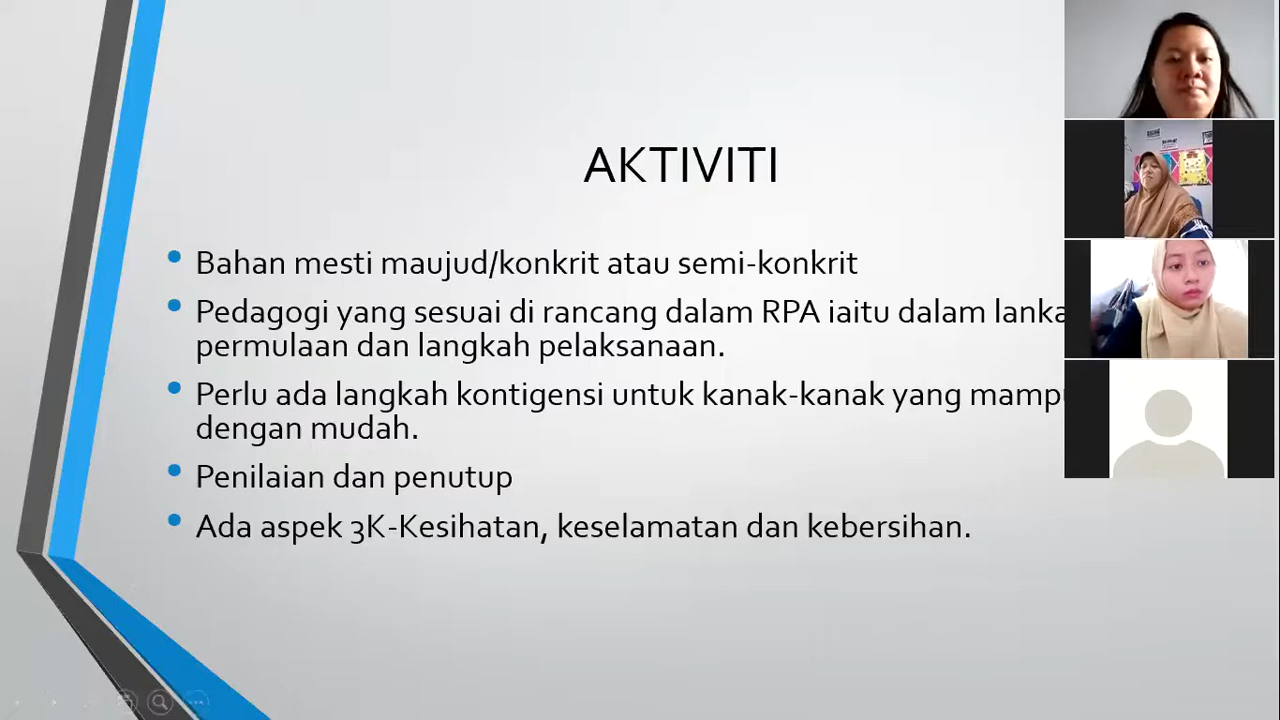 AKTIVITI
Bahan mesti maujud/konkrit atau semi-konkrit
Pedagogi yang sesuai di rancang dalam RPA iaitu dalam
permulaan dan langkah pelaksanaan.
Perlu ada langkah kontigensi untuk kanak-kanak yang
dengan mudah.
Penilaian dan penutup
Ada aspek 3K-Kesihatan, keselamatan dan kebersihan.